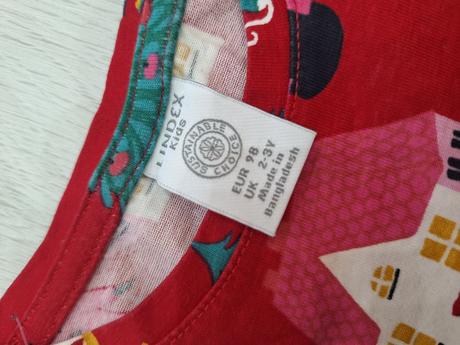 LINDEX
Kids
SUSTAINABLE
CHOICE
EUR 98
UK 2-3Y
Made in
Bangladesh